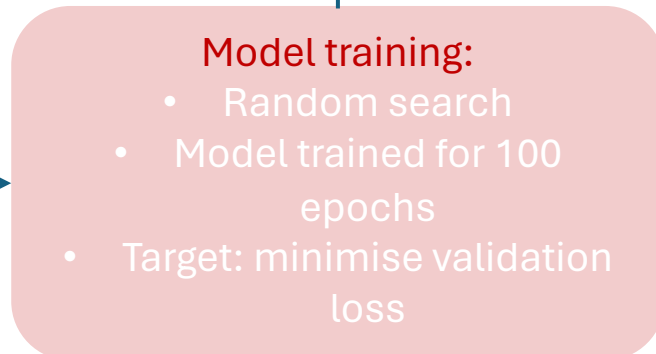 Model training:
• Random search
• Model trained for 100
epochs
• Target: minimise validation
loss